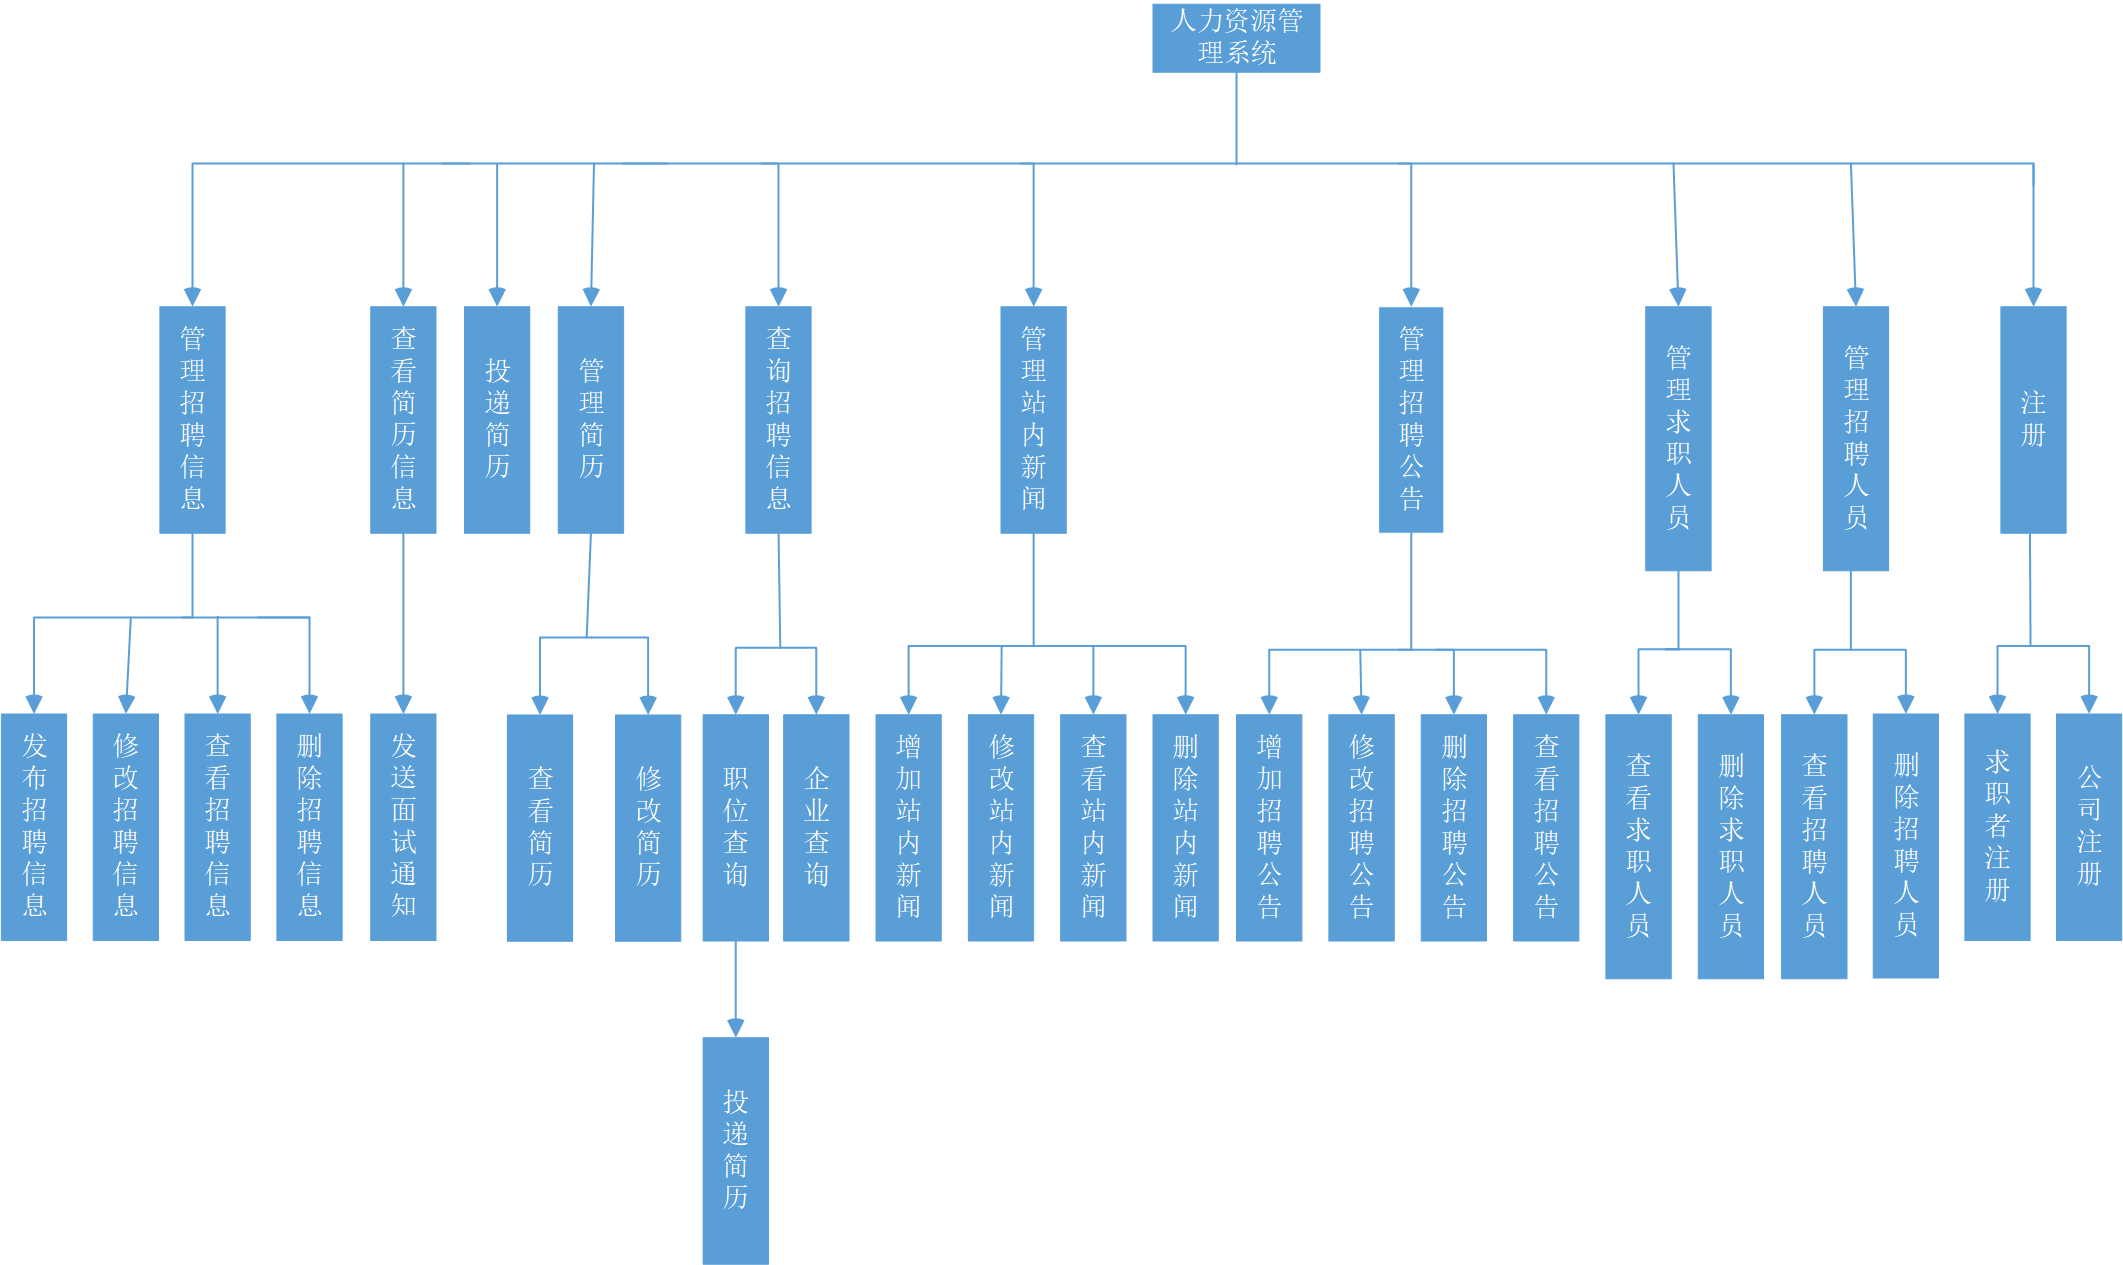 人力资源管
理系统
管理招聘信息
查看简历信息
投递简历
管理简历
查询招聘信息
管理站内新闻
管理招聘公告
管理求职人员
管理招聘人员
注册
发布招聘信息
修改招聘信息
查看招聘信息
删除招聘信息
发送面试通知
查看简历
修改简历
职位查询
企业查询
增加站内新闻
修改站内新闻
查看站内新闻
删除站内新闻
增加招聘公告
修改招聘公告
删除招聘公告
查看招聘公告
查看求职人员
删除求职人员
查看招聘人员
删除招聘人员
求职者注册
公司注册
投递简历